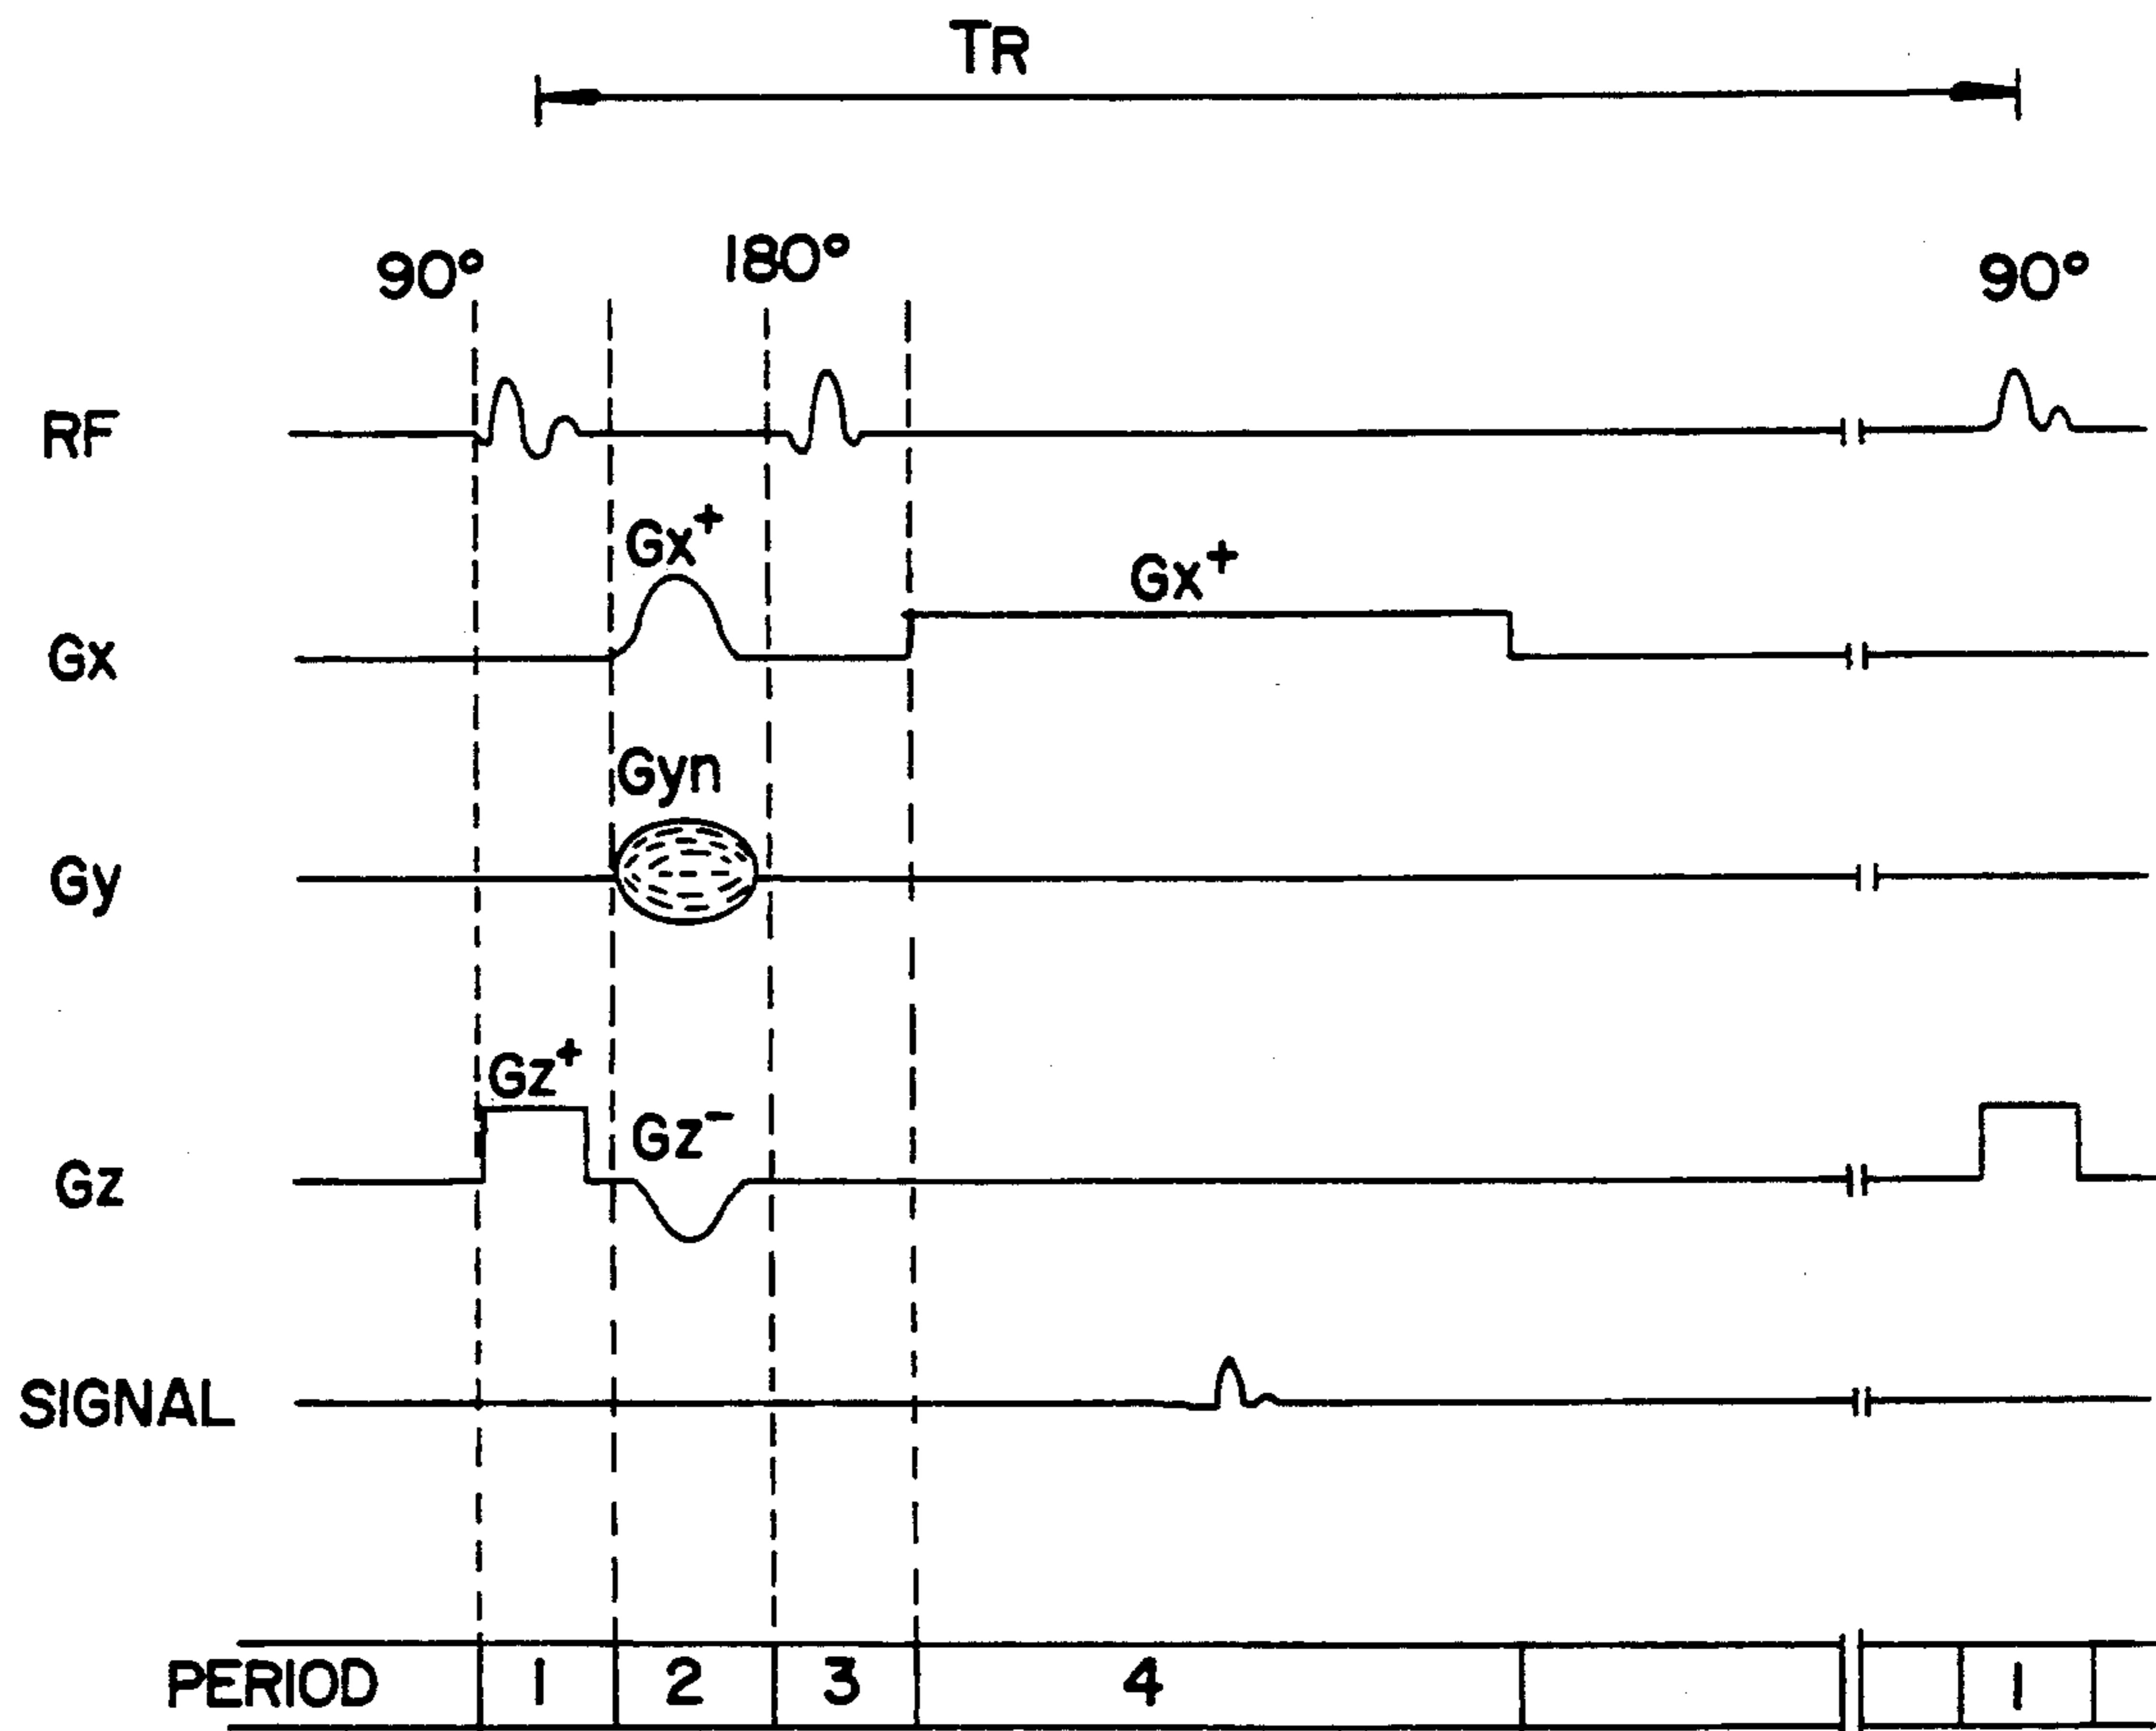 TR
90° 180° 90°
RF
Gx+ Gx+
Gx
Gyn
Gy
Gz+ Gz-
Gz
SIGNAL
PERIOD 1 2 3 4 1